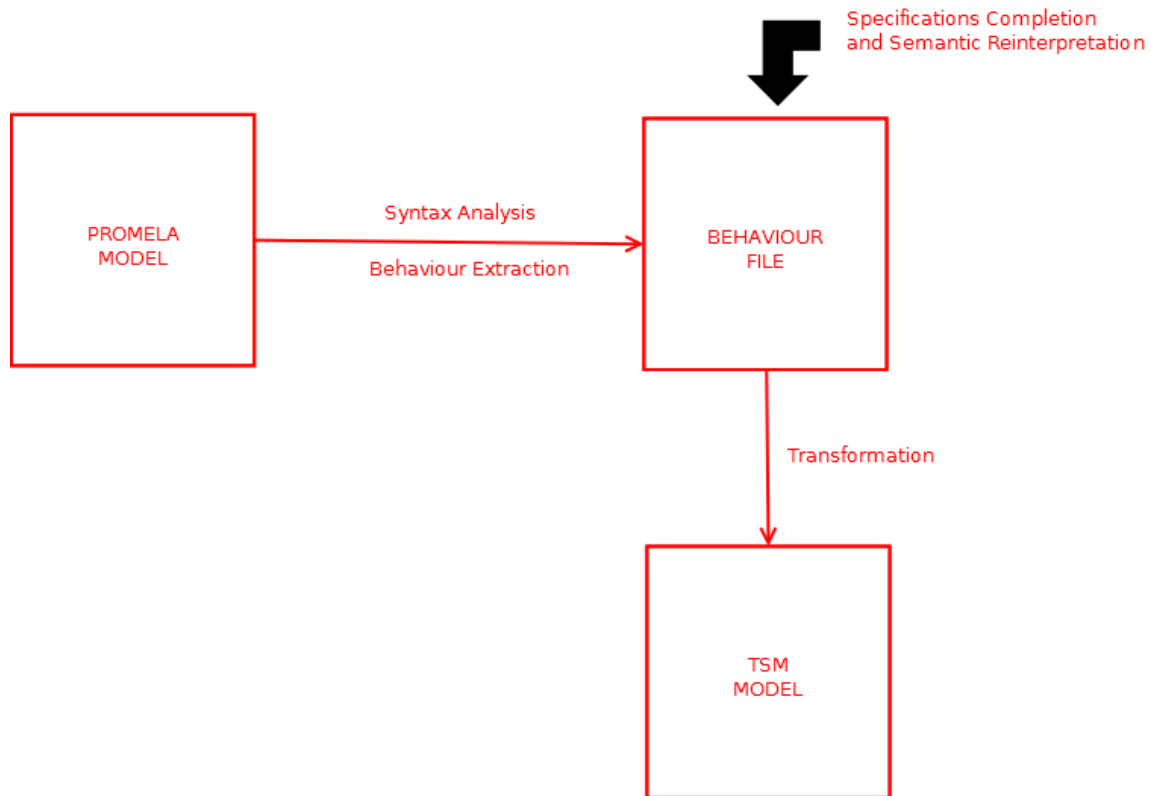 Specifications Completion
and Semantic Reinterpretation
PROMELA
MODEL
Syntax Analysis
Behaviour Extraction
BEHAVIOUR
FILE
Transformation
TSM
MODEL